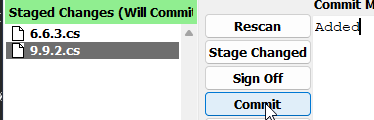 Staged Changes (Will Commit
6.6.3.cs
9.9.2.cs
Rescan
Stage Changed
Sign Off
Commit
Commit M
Added